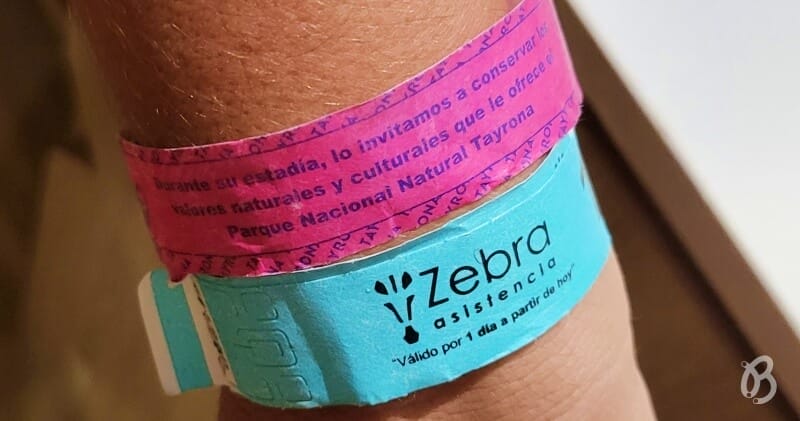 Durante su estadía, lo invitamos a conservar los
valores naturales y culturales que le ofrece el
Parque Nacional Natural Tayrona
Zebra
asistencia
"Válido por 1 día a partir de hoy"
B